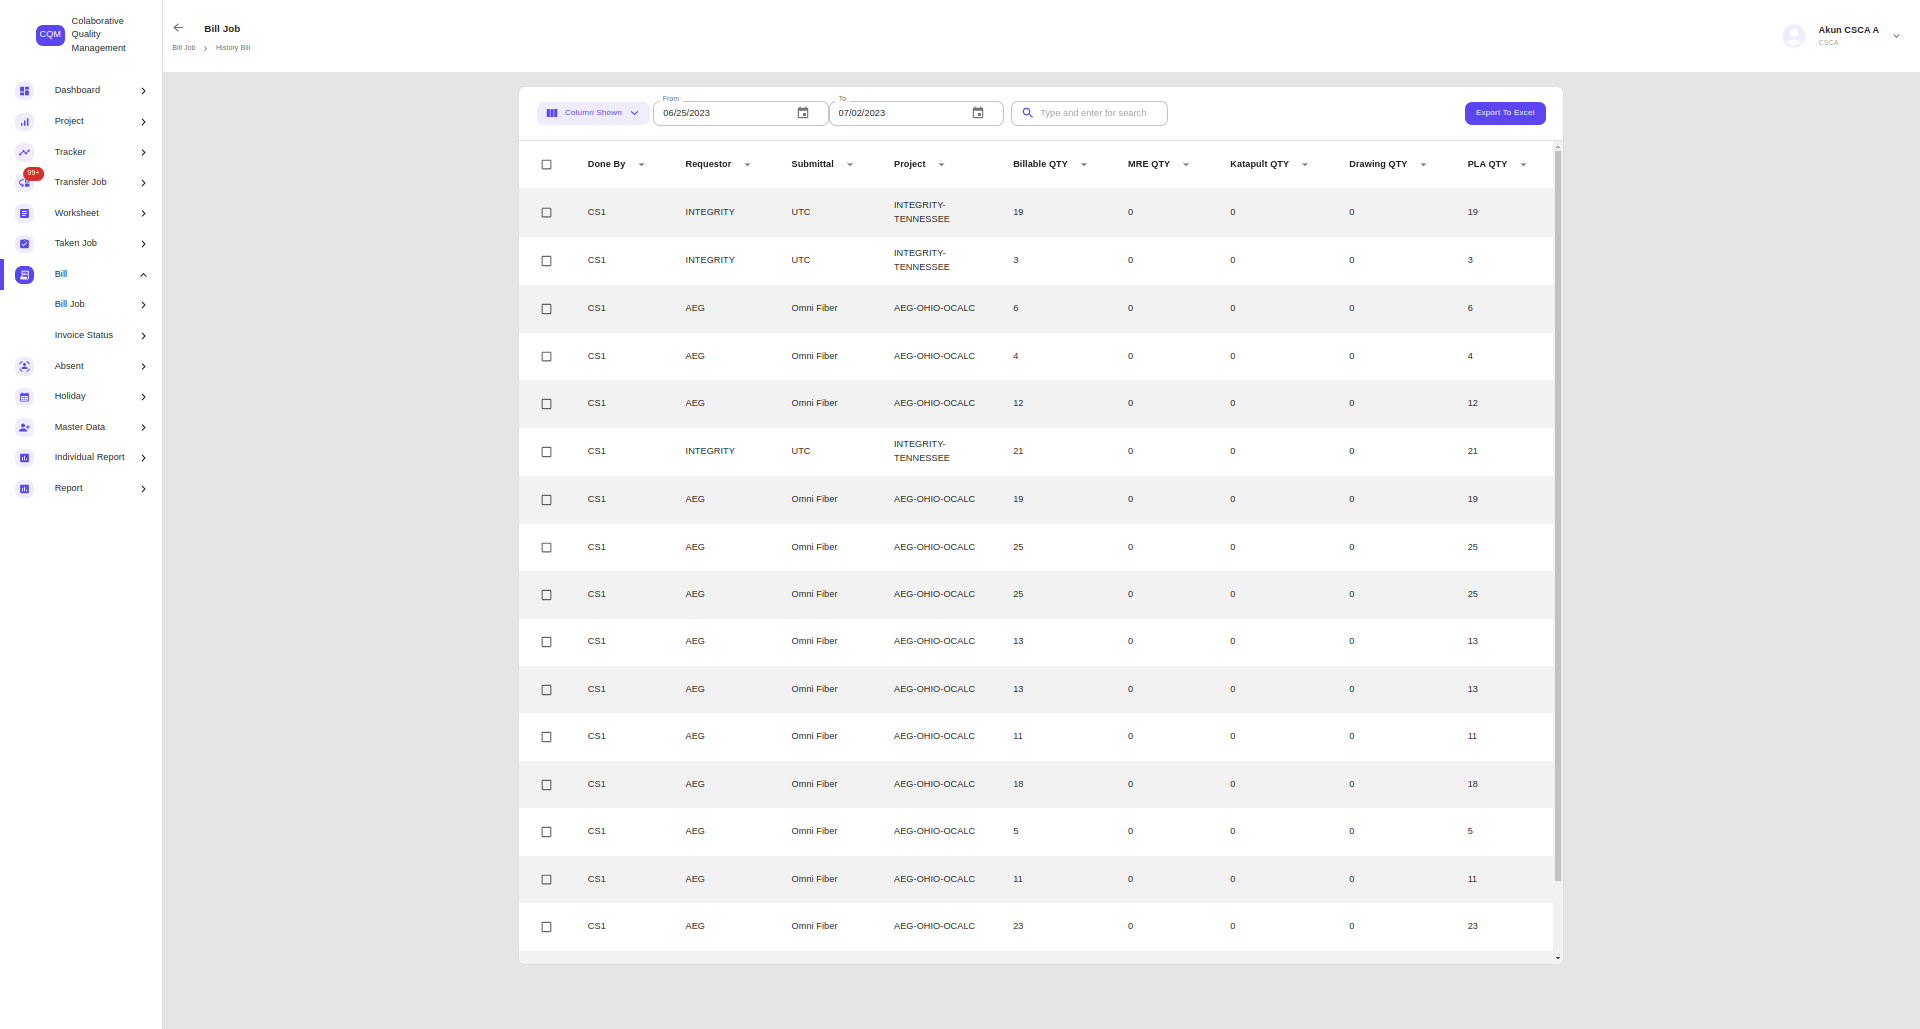 CQM
Colaborative
Quality
Management
Dashboard
Project
Tracker
99+
Transfer Job
Worksheet
Taken Job
Bill
Bill Job
Invoice Status
Absent
Holiday
Master Data
Individual Report
Report
Bill Job
Bill Job > History Bill
Akun CSCA A
CSCA
Column Shown
From
06/25/2023
To
07/02/2023
Type and enter for search
Export To Excel
Done By Requestor Submittal Project Billable QTY MRE QTY Katapult QTY Drawing QTY PLA QTY
CS1 INTEGRITY UTC INTEGRITY-
TENNESSEE 19 0 0 0 19
CS1 INTEGRITY UTC INTEGRITY-
TENNESSEE 3 0 0 0 3
CS1 AEG Omni Fiber AEG-OHIO-OCALC 6 0 0 0 6
CS1 AEG Omni Fiber AEG-OHIO-OCALC 4 0 0 0 4
CS1 AEG Omni Fiber AEG-OHIO-OCALC 12 0 0 0 12
CS1 INTEGRITY UTC INTEGRITY-
TENNESSEE 21 0 0 0 21
CS1 AEG Omni Fiber AEG-OHIO-OCALC 19 0 0 0 19
CS1 AEG Omni Fiber AEG-OHIO-OCALC 25 0 0 0 25
CS1 AEG Omni Fiber AEG-OHIO-OCALC 25 0 0 0 25
CS1 AEG Omni Fiber AEG-OHIO-OCALC 13 0 0 0 13
CS1 AEG Omni Fiber AEG-OHIO-OCALC 13 0 0 0 13
CS1 AEG Omni Fiber AEG-OHIO-OCALC 11 0 0 0 11
CS1 AEG Omni Fiber AEG-OHIO-OCALC 18 0 0 0 18
CS1 AEG Omni Fiber AEG-OHIO-OCALC 5 0 0 0 5
CS1 AEG Omni Fiber AEG-OHIO-OCALC 11 0 0 0 11
CS1 AEG Omni Fiber AEG-OHIO-OCALC 23 0 0 0 23